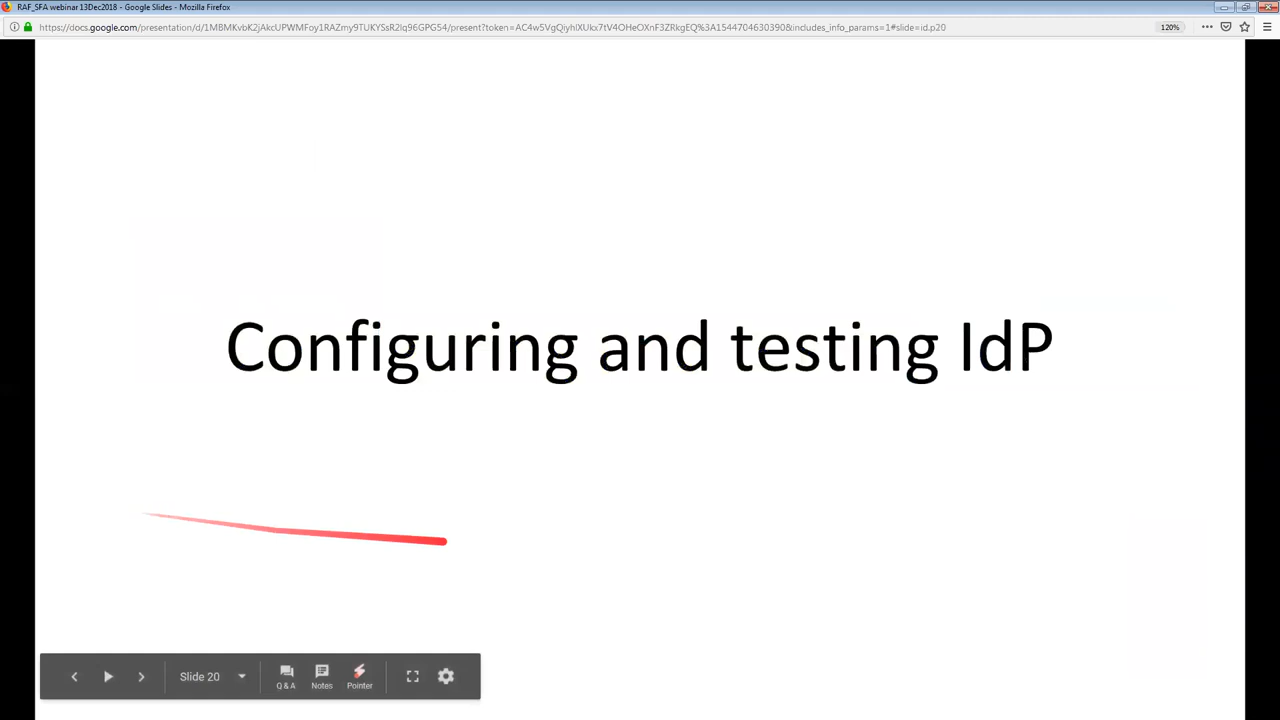 RAF_SFA webinar 13Dec2018 - Google Slides - Mozilla Firefox
https://docs.google.com/presentation/d/1MBMKvbK2jAkcUPWMFoy1RAZmy9TUKYSsR2lq96GPG54/present?token=AC4w5VgQiyhlXUkx7tV4OHeOXnF3ZRkgEQ%3A1544704630390&includes_info_params=1#slide=id.p20
120%
Configuring and testing IdP
Slide 20
Q & A
Notes
Pointer